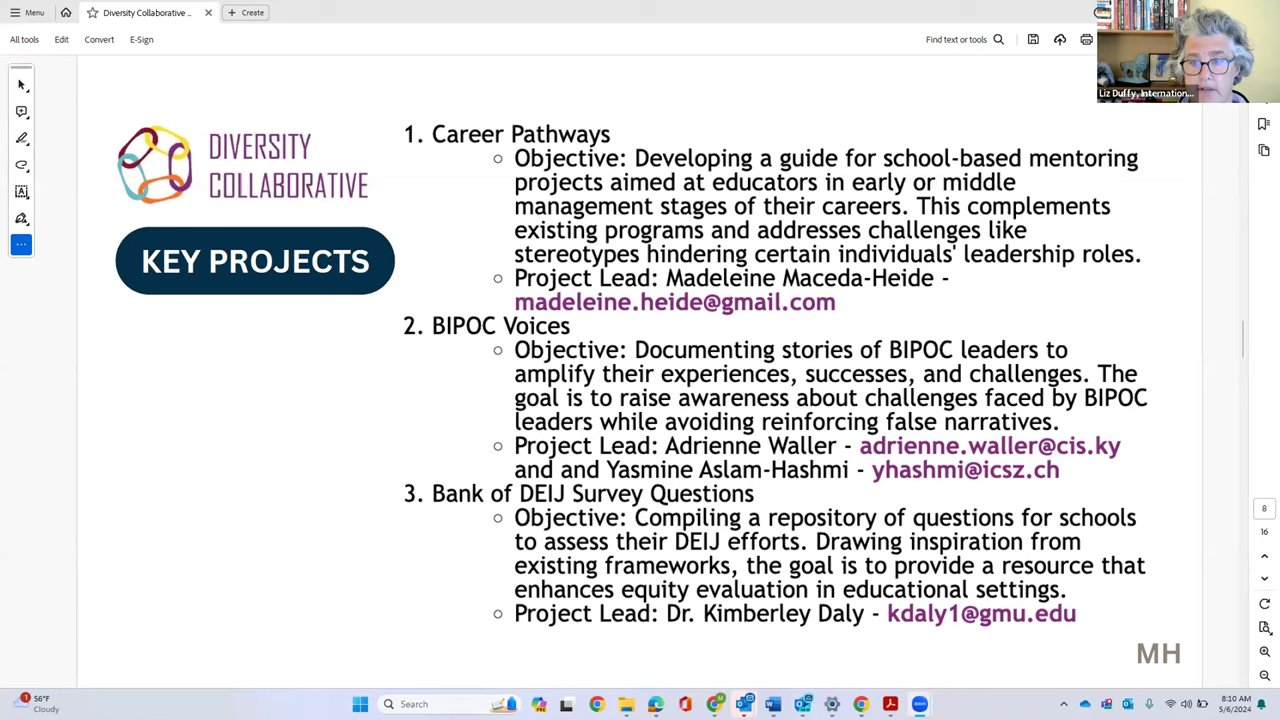 Menu
Diversity Collaborative ...
Create
All tools
Edit
Convert
E-Sign
Find text or tools
Liz Duffy, Internation...
DIVERSITY
COLLABORATIVE
KEY PROJECTS
1. Career Pathways
Objective: Developing a guide for school-based mentoring
projects aimed at educators in early or middle
management stages of their careers. This complements
existing programs and addresses challenges like
stereotypes hindering certain individuals' leadership roles.
Project Lead: Madeleine Maceda-Heide -
madeleine.heide@gmail.com
2. BIPOC Voices
Objective: Documenting stories of BIPOC leaders to
amplify their experiences, successes, and challenges. The
goal is to raise awareness about challenges faced by BIPOC
leaders while avoiding reinforcing false narratives.
Project Lead: Adrienne Waller - adrienne.waller@cis.ky
and and Yasmine Aslam-Hashmi - yhashmi@icsz.ch
3. Bank of DEIJ Survey Questions
Objective: Compiling a repository of questions for schools
to assess their DEIJ efforts. Drawing inspiration from
existing frameworks, the goal is to provide a resource that
enhances equity evaluation in educational settings.
Project Lead: Dr. Kimberley Daly - kdaly1@gmu.edu
MH
8
16
1
56°F
Cloudy
Search
8:10 AM
5/6/2024